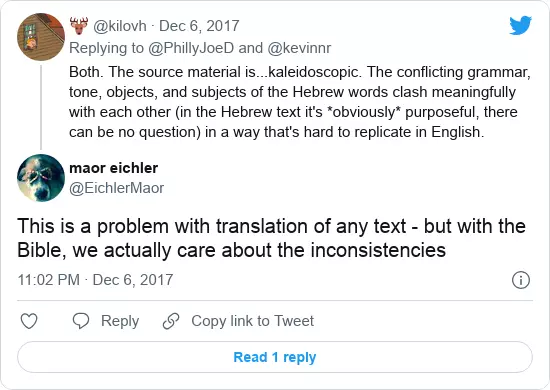 🦌 @kilovh · Dec 6, 2017
Replying to @PhillyJoeD and @kevinnr
Both. The source material is...kaleidoscopic. The conflicting grammar,
tone, objects, and subjects of the Hebrew words clash meaningfully
with each other (in the Hebrew text it's *obviously* purposeful, there
can be no question) in a way that's hard to replicate in English.
maor eichler
@EichlerMaor
This is a problem with translation of any text - but with the
Bible, we actually care about the inconsistencies
11:02 PM · Dec 6, 2017
Reply
Copy link to Tweet
Read 1 reply